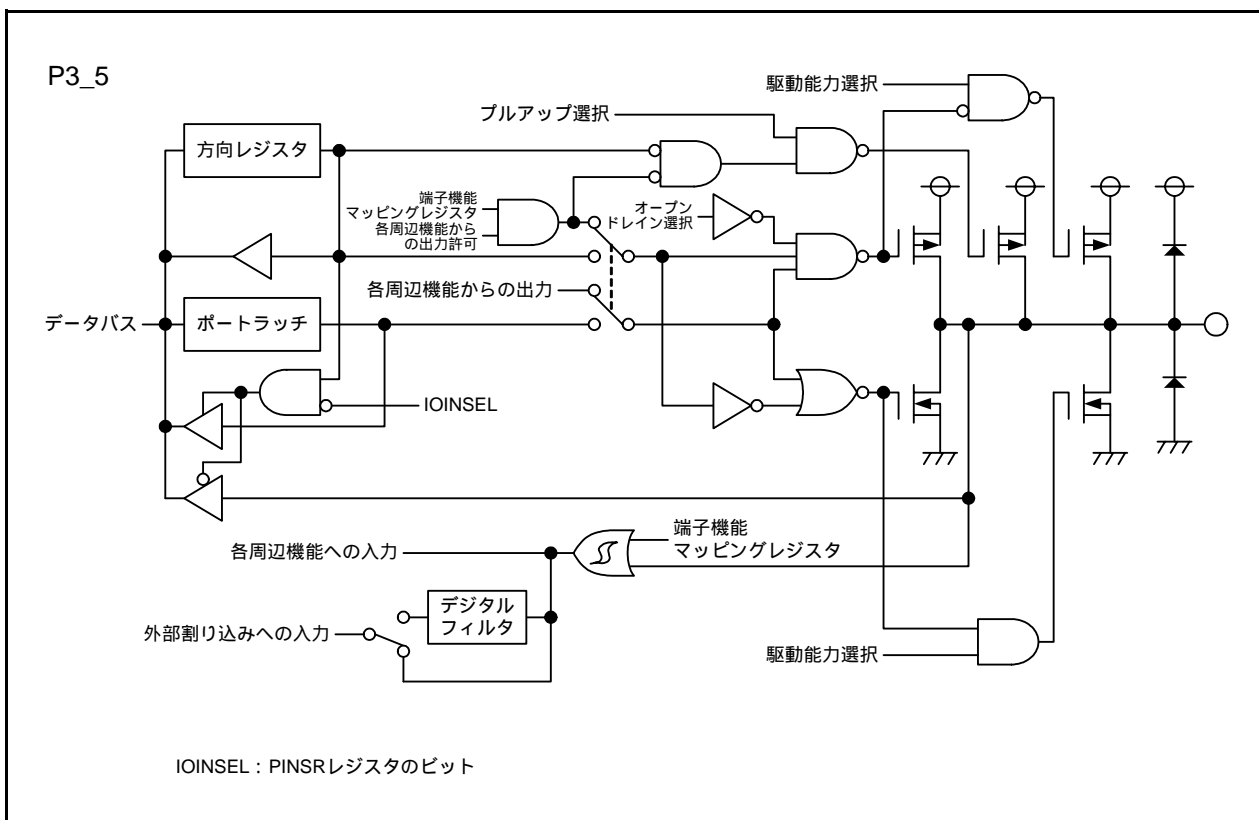 P3_5
駆動能力選択
プルアップ選択
方向レジスタ
端子機能
マッピングレジスタ
各周辺機能から
の出力許可
オープン
ドレイン選択
各周辺機能からの出力
データバス
ポートラッチ
IOINSEL
端子機能
マッピングレジスタ
各周辺機能への入力
デジタル
フィルタ
外部割り込みへの入力
駆動能力選択
IOINSEL：PINSRレジスタのビット